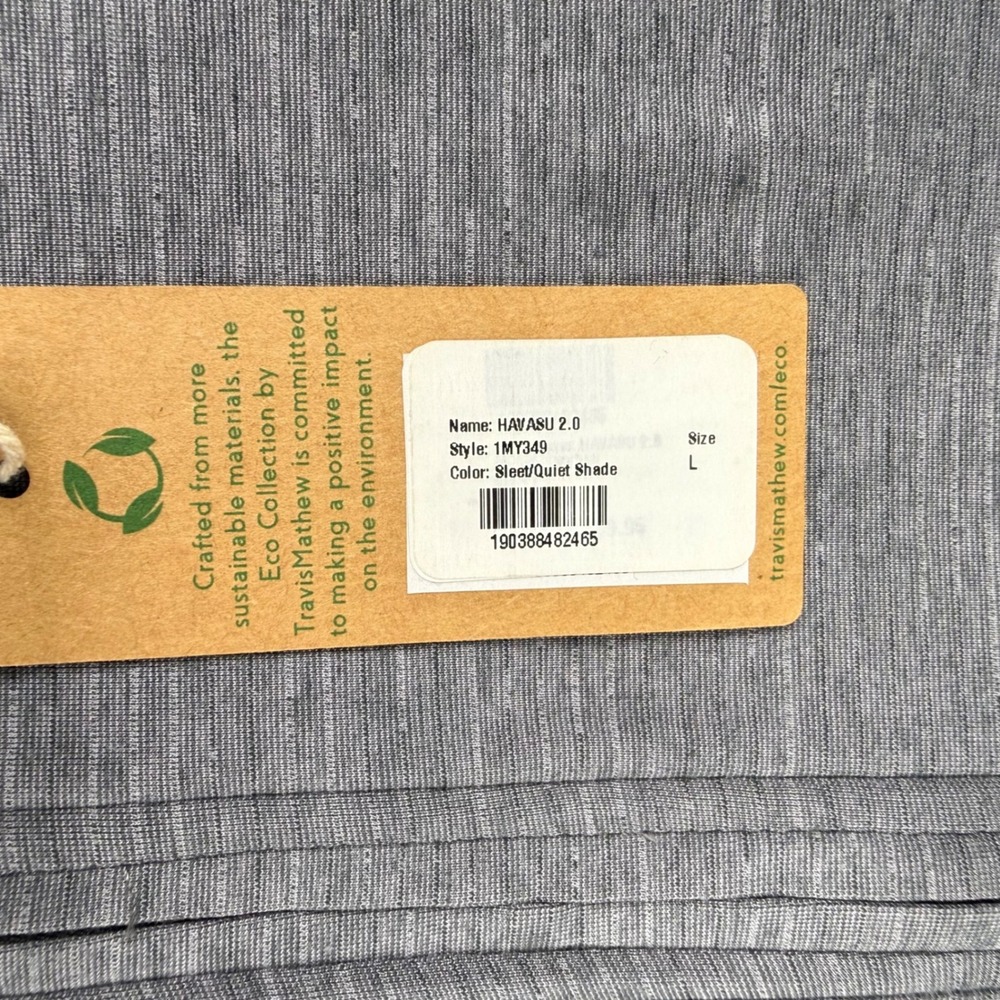 Crafted from more
sustainable materials, the
Eco Collection by
TravisMathew is committed
to making a positive impact
on the environment.
Name: HAVASU 2.0
Style: 1MY349
Color: Sleet/Quiet Shade
190388482465
Size
L
travismathew.com/eco.